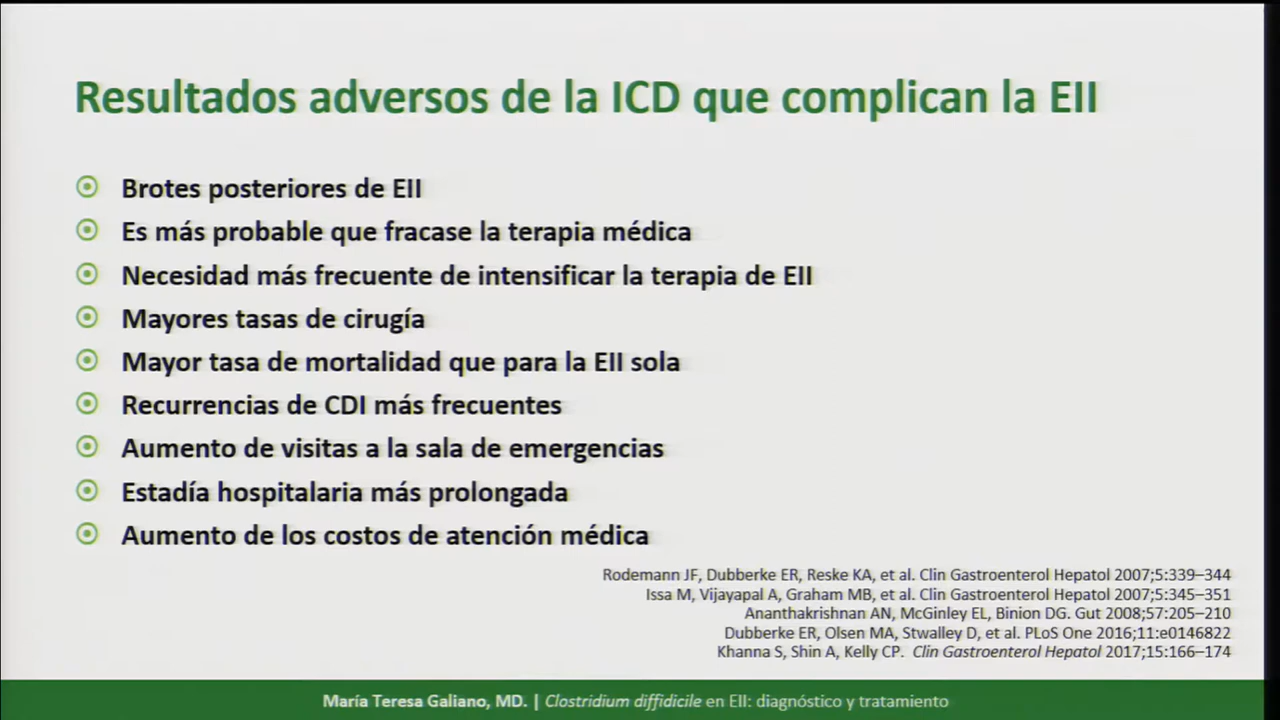 Resultados adversos de la ICD que complican la EII
Brotes posteriores de EII
Es más probable que fracase la terapia médica
Necesidad más frecuente de intensificar la terapia de EII
Mayores tasas de cirugía
Mayor tasa de mortalidad que para la EII sola
Recurrencias de CDI más frecuentes
Aumento de visitas a la sala de emergencias
Estadía hospitalaria más prolongada
Aumento de los costos de atención médica
Rodemann JF, Dubberke ER, Reske KA, et al. Clin Gastroenterol Hepatol 2007;5:339–344
Issa M, Vijayapal A, Graham MB, et al. Clin Gastroenterol Hepatol 2007;5:345–351
Ananthakrishnan AN, McGinley EL, Binion DG. Gut 2008;57:205–210
Dubberke ER, Olsen MA, Stwalley D, et al. PLoS One 2016;11:e0146822
Khanna S, Shin A, Kelly CP. Clin Gastroenterol Hepatol 2017;15:166–174
María Teresa Galiano, MD. | Clostridium diffidicile en EII: diagnóstico y tratamiento